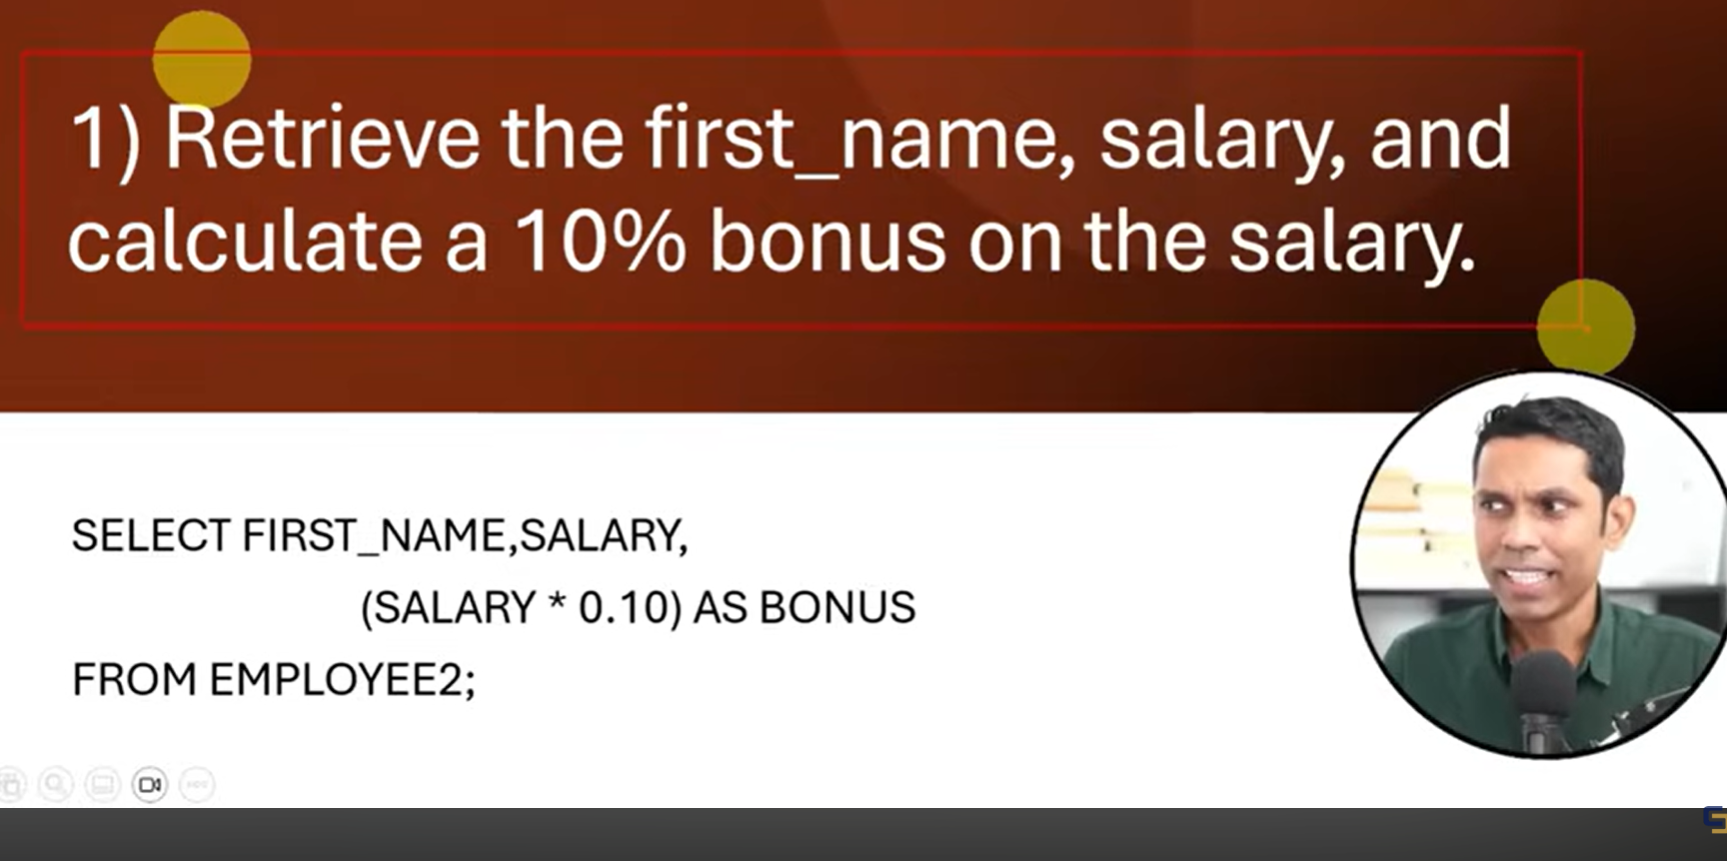 1) Retrieve the first_name, salary, and
calculate a 10% bonus on the salary.
SELECT FIRST_NAME,SALARY,
(SALARY * 0.10) AS BONUS
FROM EMPLOYEE2;